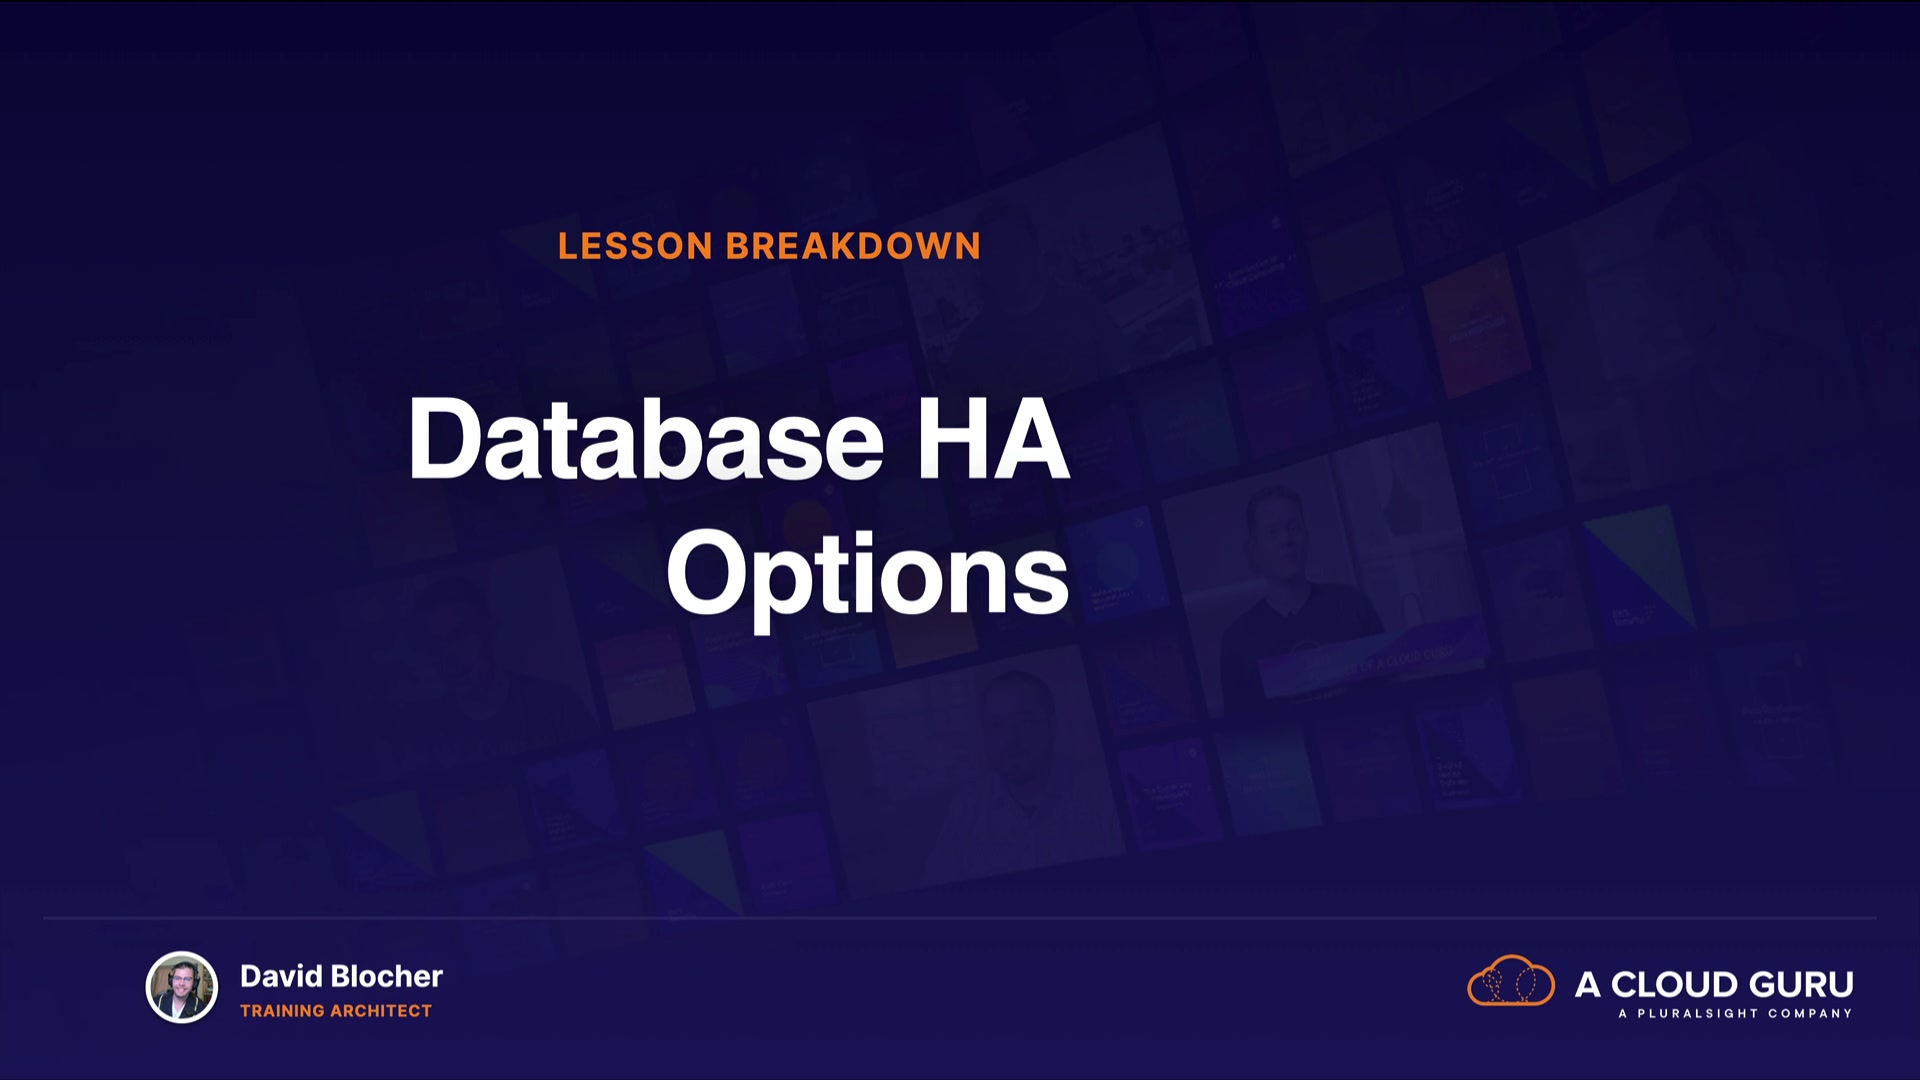 LESSON BREAKDOWN
Database HA
Options
David Blocher
TRAINING ARCHITECT
A CLOUD GURU
A PLURALSIGHT COMPANY